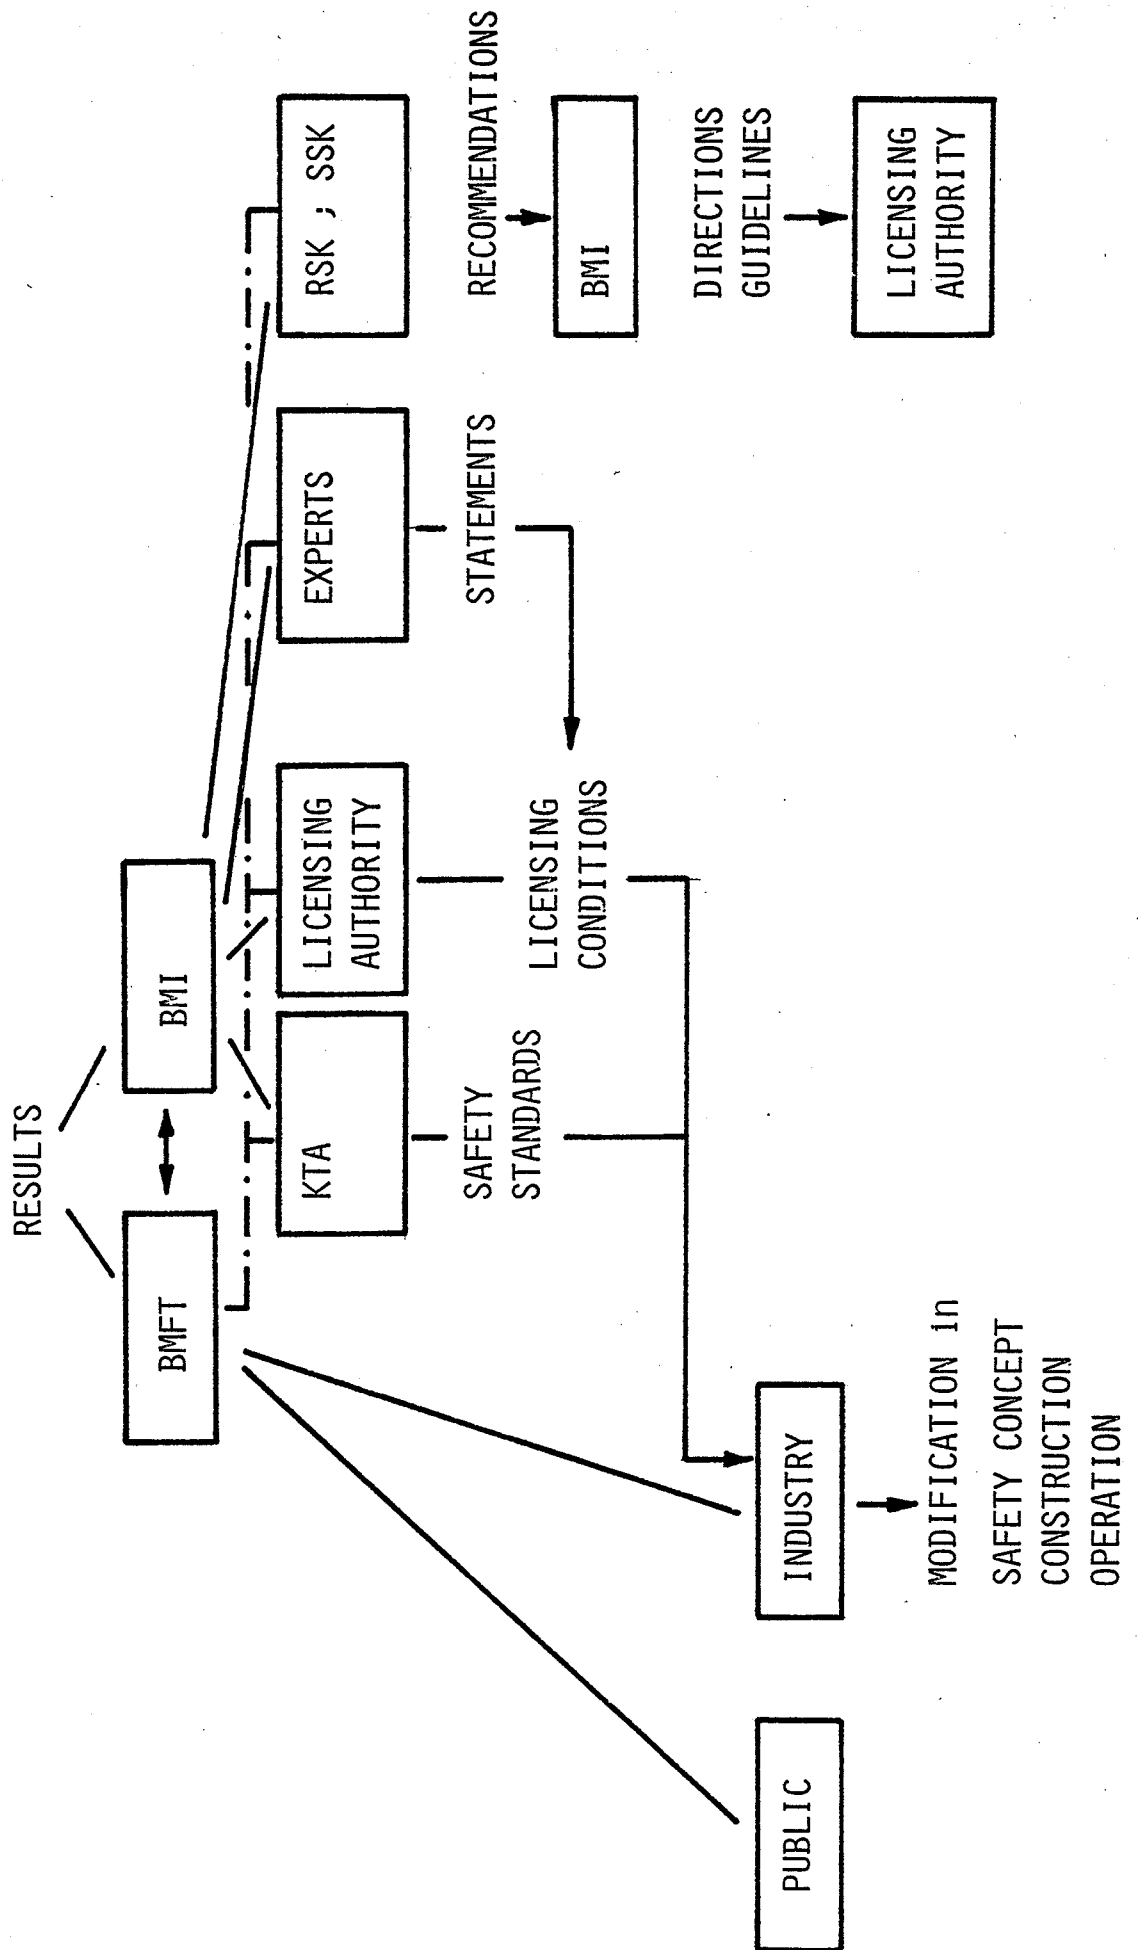 RESULTS
BMFT
BMI
KTA
LICENSING
AUTHORITY
EXPERTS
RSK ; SSK
SAFETY
STANDARDS
LICENSING
CONDITIONS
STATEMENTS
RECOMMENDATIONS
BMI
DIRECTIONS
GUIDELINES
LICENSING
AUTHORITY
PUBLIC
INDUSTRY
MODIFICATION in
SAFETY CONCEPT
CONSTRUCTION
OPERATION